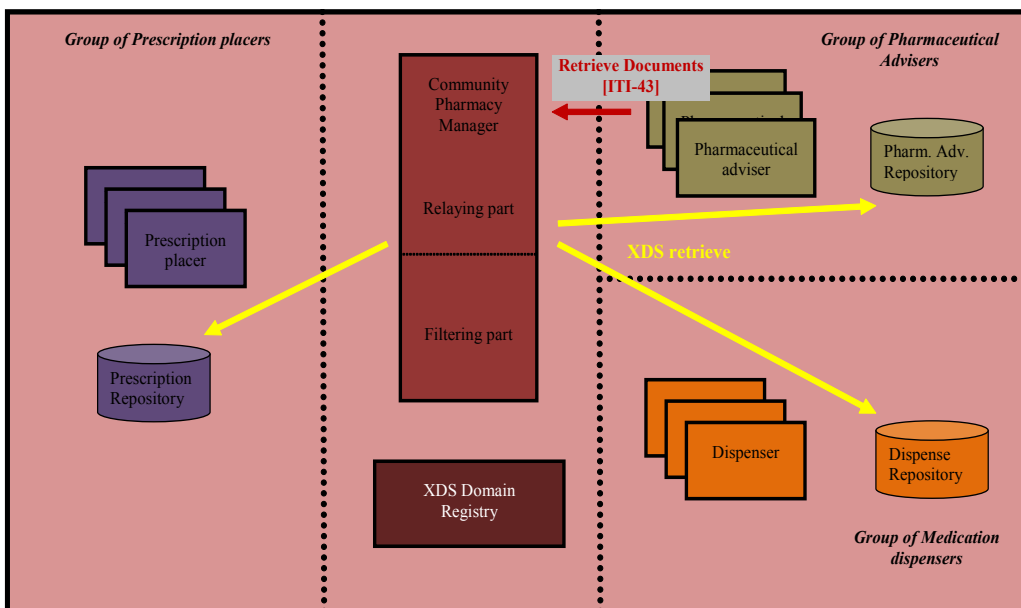 Group of Prescription placers
Group of Pharmaceutical
Advisers
Retrieve Documents
[ITI-43]
Community
Pharmacy
Manager
Pharmaceutical
adviser
Pharm. Adv.
Repository
Relaying part
Prescription
placer
XDS retrieve
Filtering part
Prescription
Repository
Dispenser
Dispense
Repository
XDS Domain
Registry
Group of Medication
dispensers